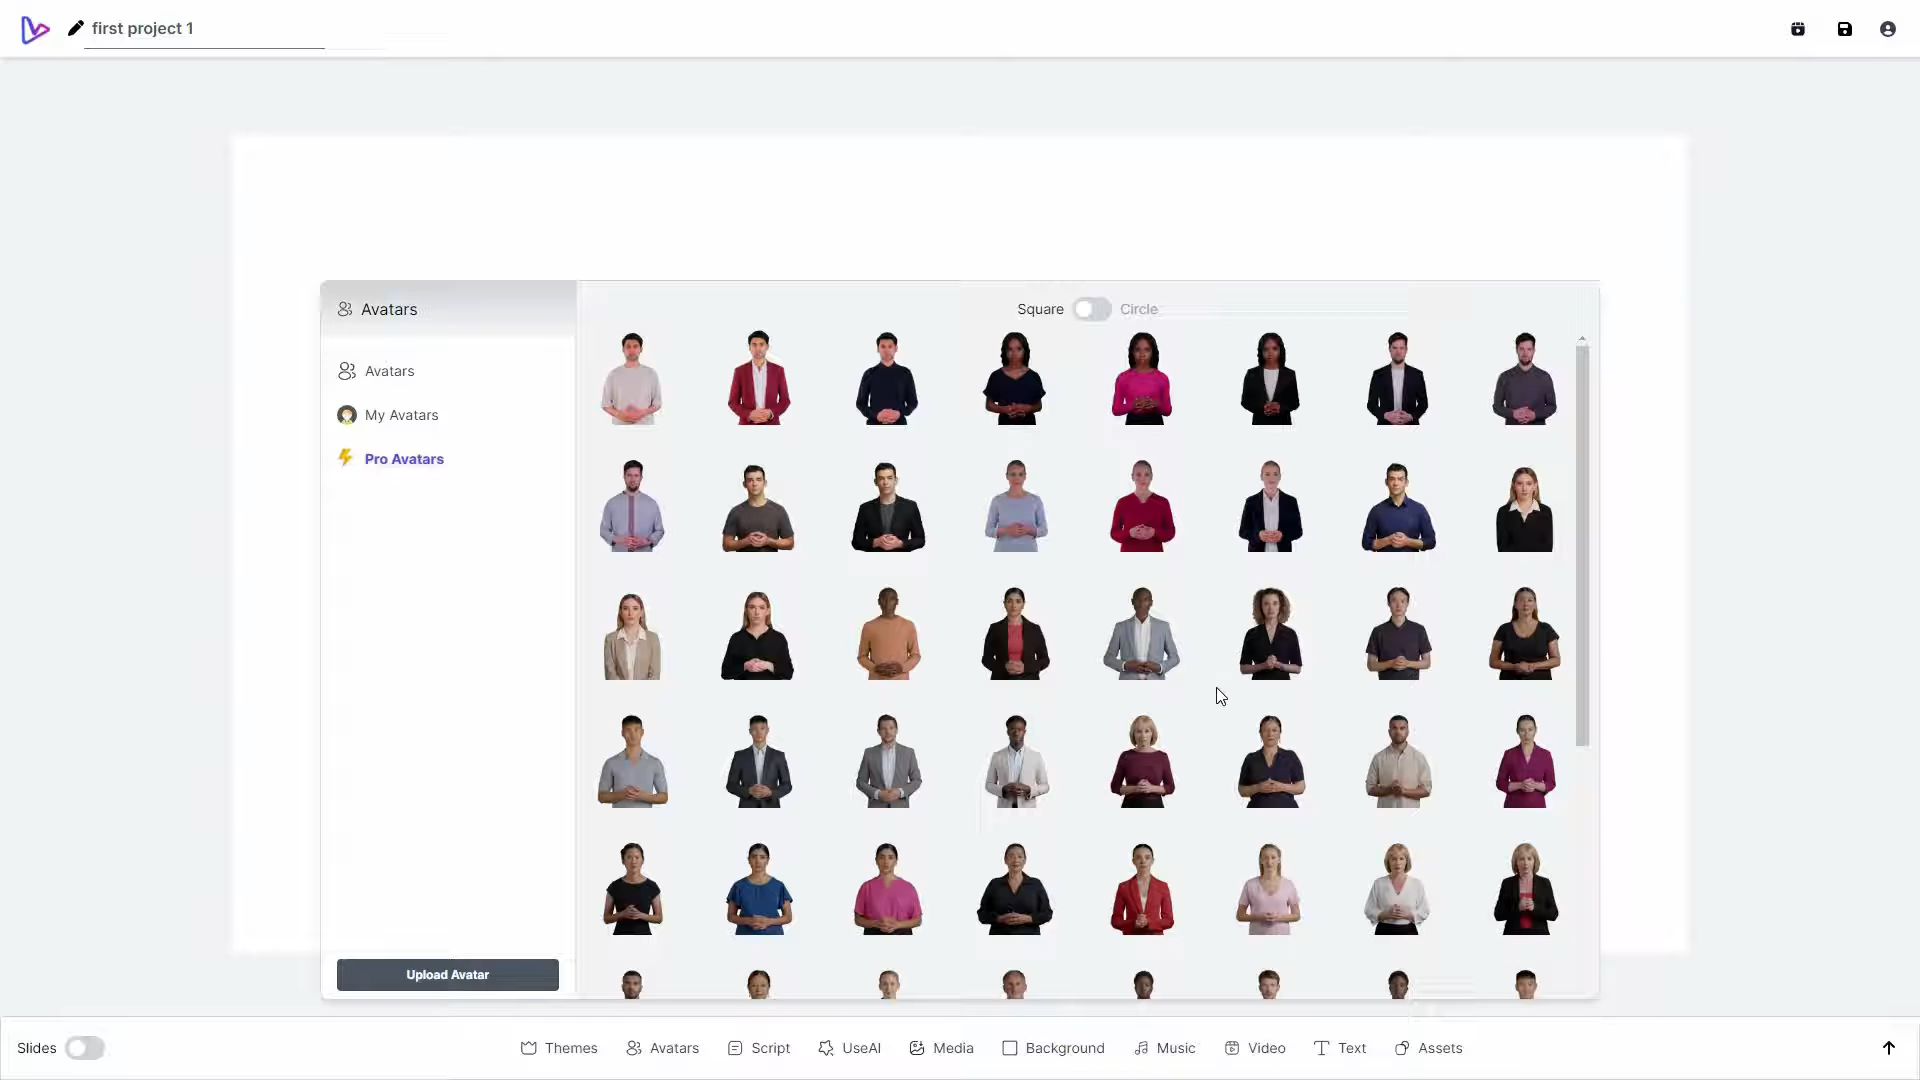 first project 1
Avatars
Square Circle
Avatars
My Avatars
Pro Avatars
Upload Avatar
Slides Themes Avatars Script UseAI Media Background Music Video Text Assets